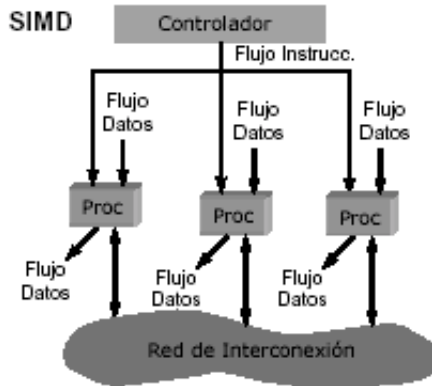 SIMD
Controlador
Flujo Instrucc.
Flujo
Datos
Flujo
Datos
Flujo
Datos
Proc
Proc
Proc
Flujo
Datos
Flujo
Datos
Flujo
Datos
Red de Interconexión